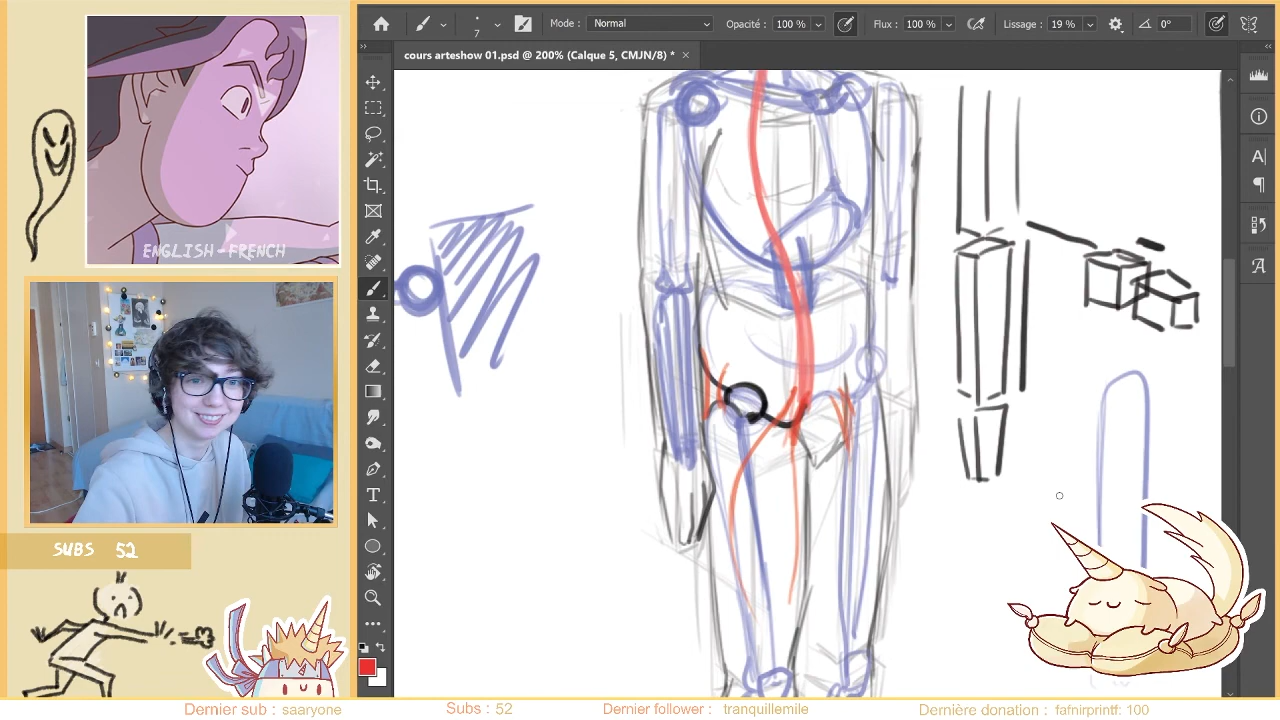 Mode : Normal Opacité : 100 % Flux : 100 % Lissage : 19 % 0°
7
cours arteshow 01.psd @ 200% (Calque 5, CMJN/8) * ×
ENGLISH - FRENCH
SUBS 52
Dernier sub : saaryone Subs : 52 Dernier follower : tranquillemile Dernière donation : fafnirprintf: 100